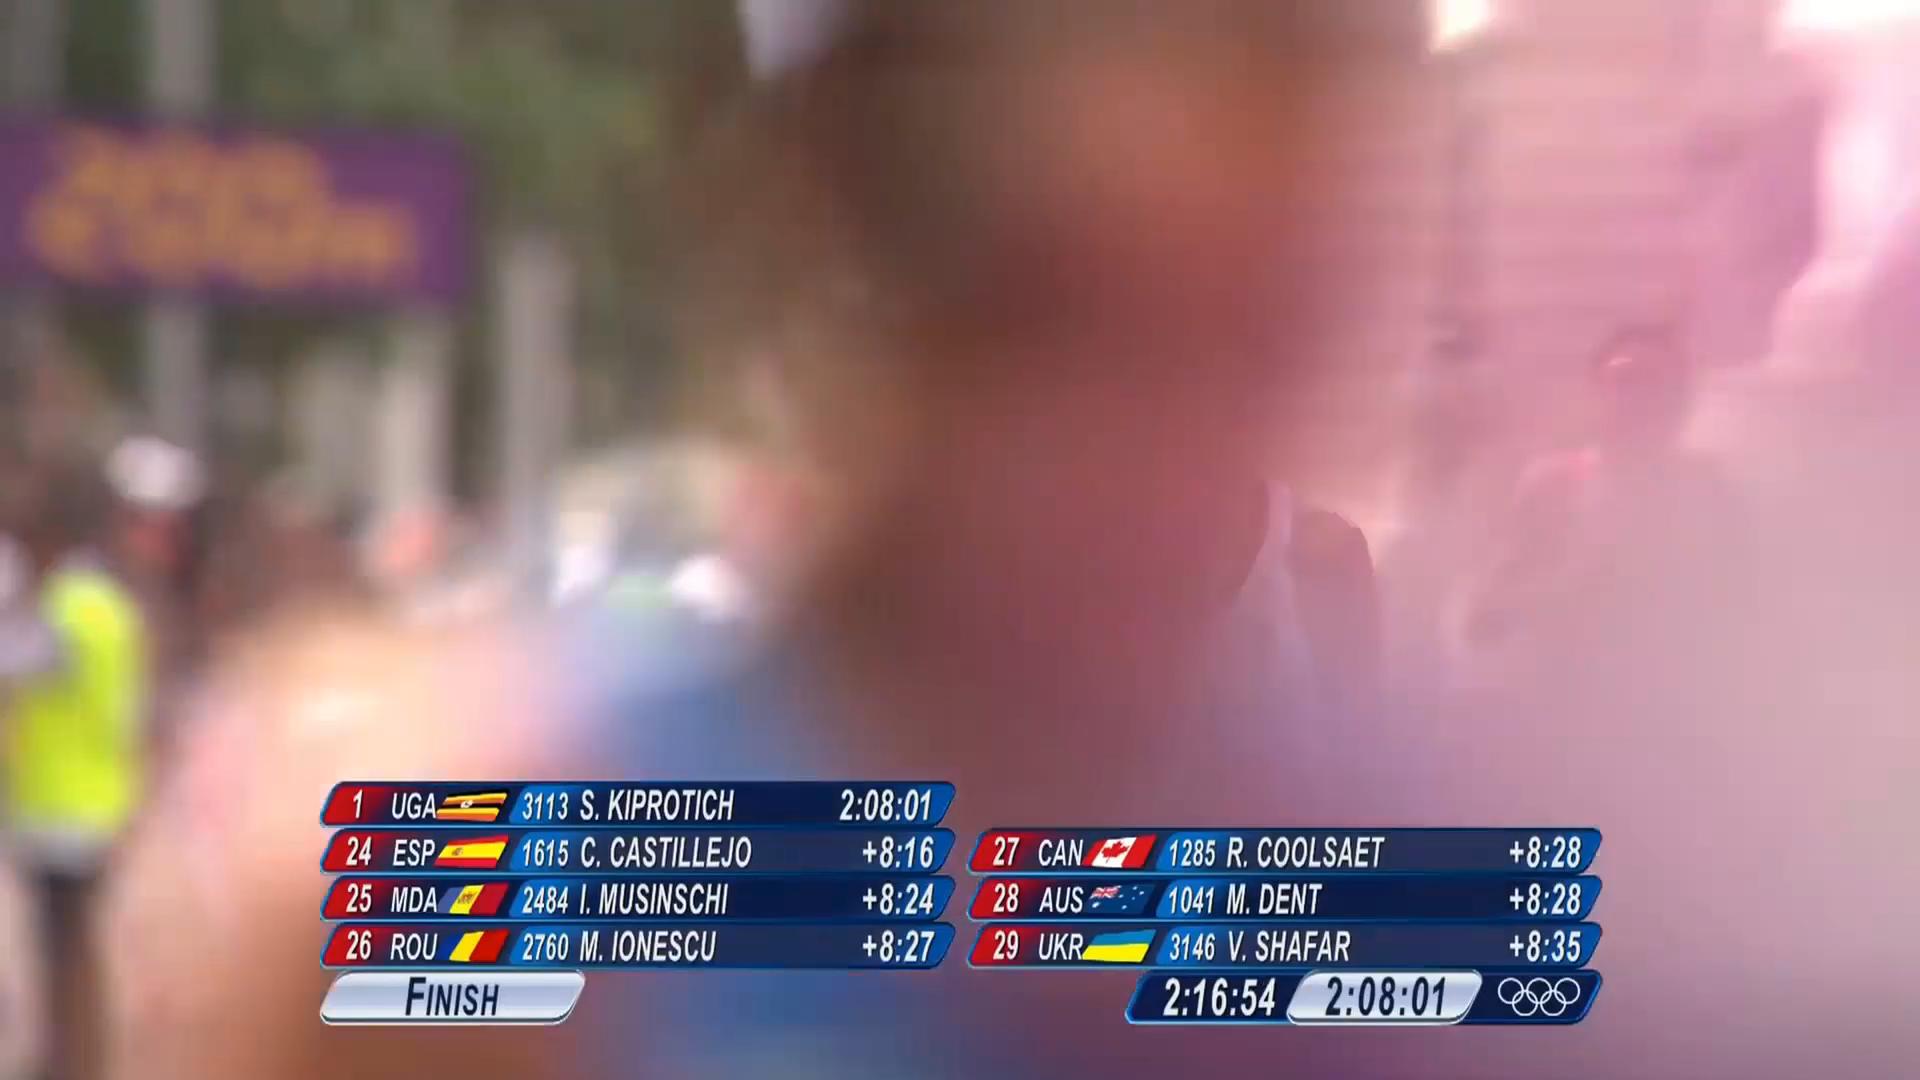 1 UGA 3113 S. KIPROTICH 2:08:01
24 ESP 1615 C. CASTILLEJO +8:16
25 MDA 2484 I. MUSINSCHI +8:24
26 ROU 2760 M. IONESCU +8:27
27 CAN 1285 R. COOLSAET +8:28
28 AUS 1041 M. DENT +8:28
29 UKR 3146 V. SHAFAR +8:35
FINISH
2:16:54 2:08:01